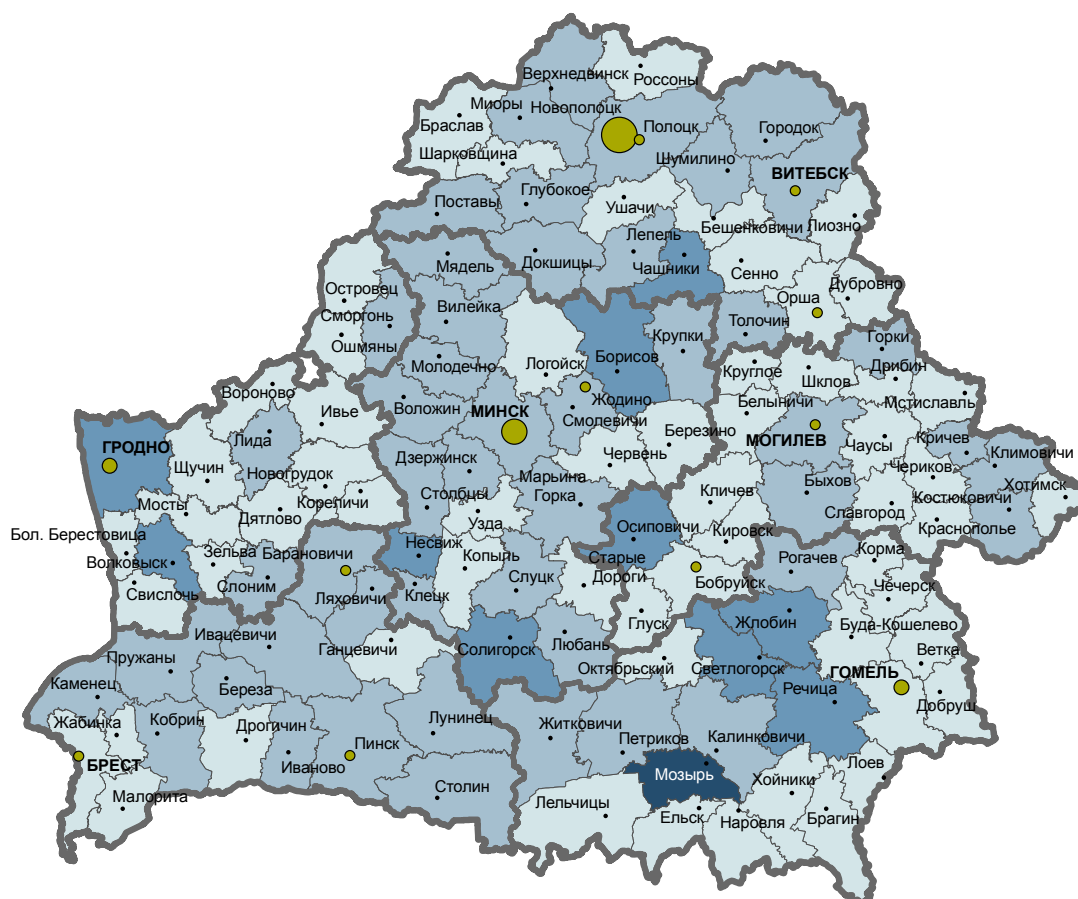 Верхнедвинск
Россоны
Миоры
Новополоцк
Браслав
Полоцк
Городок
Шарковщина
Шумилино
ВИТЕБСК
Глубокое
Поставы
Ушачи
Бешенковичи
Лиозно
Лепель
Докшицы
Чашники
Сенно
Мядель
Дубровно
Островец
Орша
Вилейка
Сморгонь
Толочин
Горки
Крупки
Ошмяны
Борисов
Молодечно
Логойск
Дрибин
Круглое
Шклов
Вороново
Жодино
Белыничи
Мстиславль
Ивье
Воложин
МИНСК
Смолевичи
Березино
МОГИЛЕВ
Лида
ГРОДНО
Чаусы
Кричев
Климовичи
Щучин
Дзержинск
Червень
Новогрудок
Марьина
Горка
Чериков
Хотимск
Мосты
Кореличи
Столбцы
Кличев
Быхов
Костюковичи
Дятлово
Узда
Славгород
Краснополье
Бол. Берестовица
Осиповичи
Кировск
Несвиж
Зельва
Барановичи
Копыль
Старые
Дороги
Рогачев
Корма
Волковыск
Слоним
Слуцк
Бобруйск
Чечерск
Свислочь
Ляховичи
Клецк
Глуск
Ивацевичи
Жлобин
Буда-Кошелево
Ганцевичи
Солигорск
Любань
Ветка
Пружаны
Октябрьский
Светлогорск
ГОМЕЛЬ
Каменец
Береза
Речица
Добруш
Жабинка
Кобрин
Дрогичин
Лунинец
Житковичи
Петриков
Калинковичи
Пинск
БРЕСТ
Иваново
Лоев
Мозырь
Хойники
Столин
Малорита
Лельчицы
Ельск
Наровля
Брагин